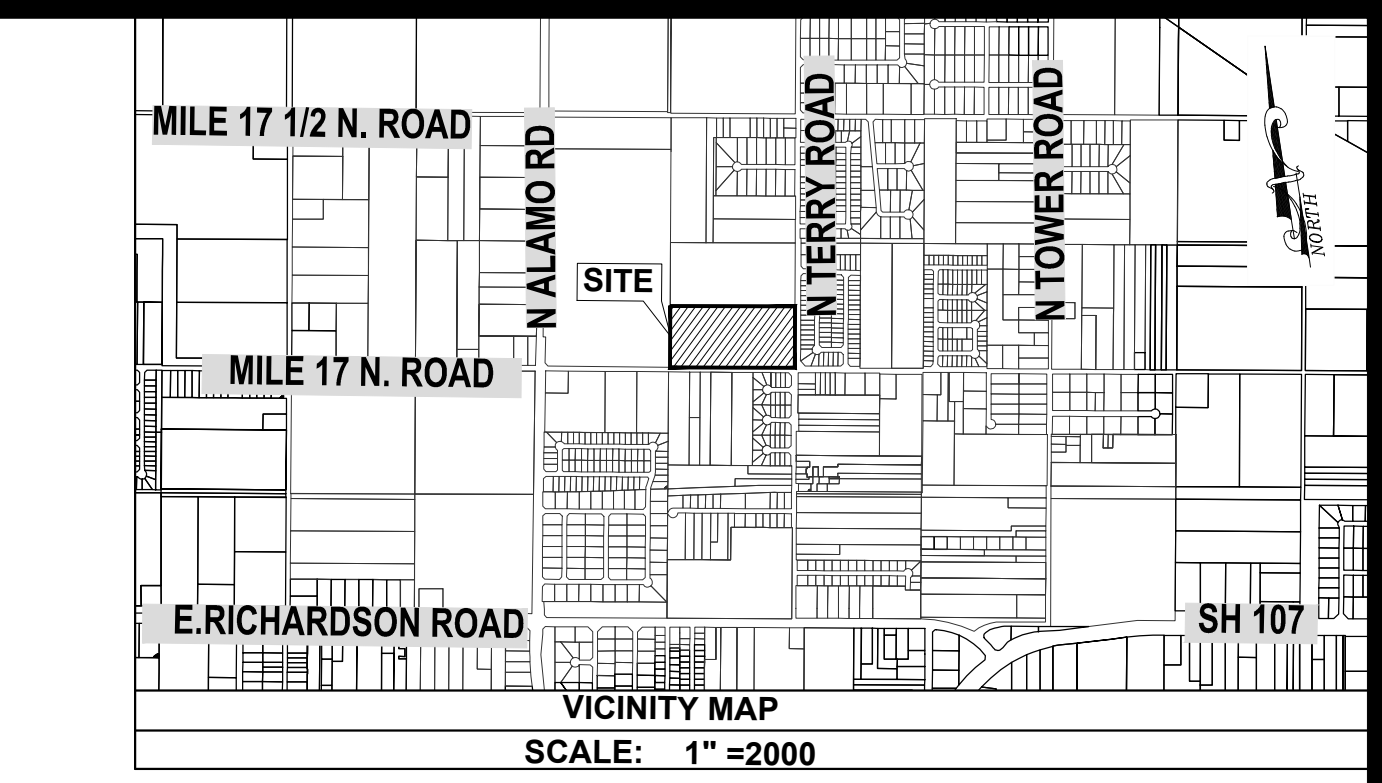 MILE 17 1/2 N. ROAD
N ALAMO RD
N TERRY ROAD
N TOWER ROAD
NORTH
SITE
MILE 17 N. ROAD
E.RICHARDSON ROAD
SH 107
VICINITY MAP
SCALE: 1" =2000